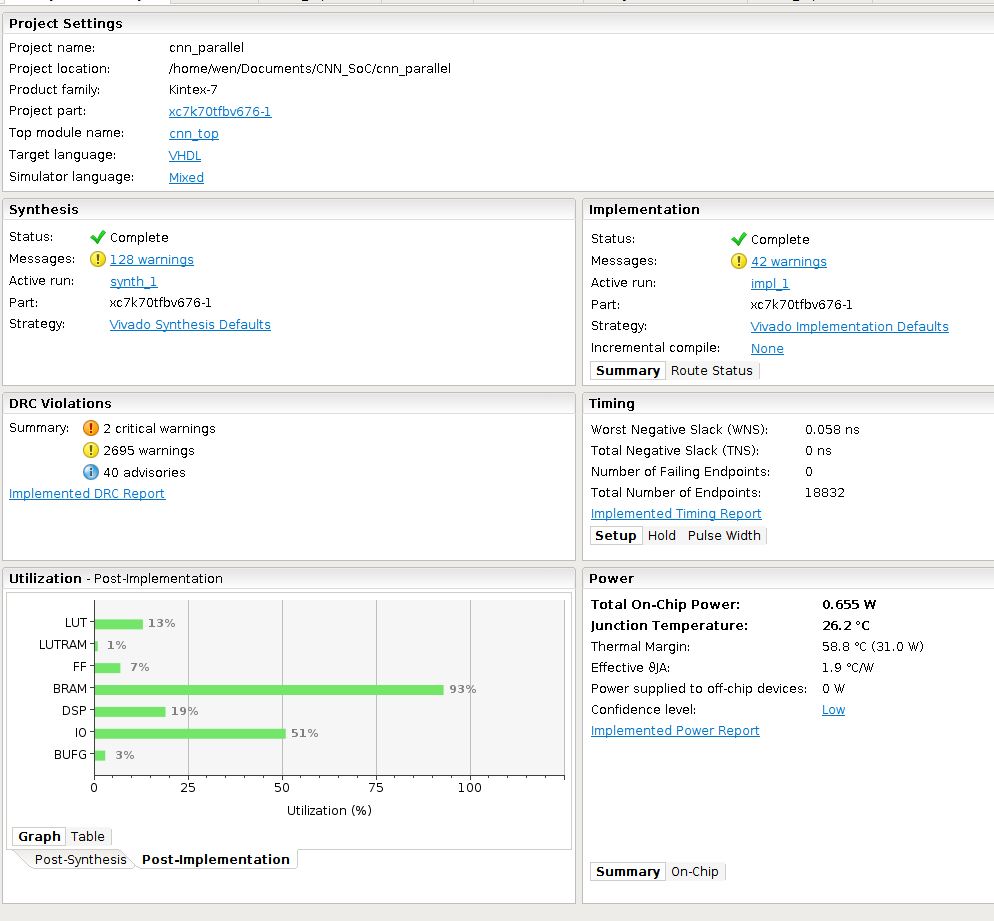 Project Settings
Project name: cnn_parallel
Project location: /home/wen/Documents/CNN_SoC/cnn_parallel
Product family: Kintex-7
Project part: xc7k70tfbv676-1
Top module name: cnn_top
Target language: VHDL
Simulator language: Mixed
Synthesis
Status: Complete
Messages: 128 warnings
Active run: synth_1
Part: xc7k70tfbv676-1
Strategy: Vivado Synthesis Defaults
Implementation
Status: Complete
Messages: 42 warnings
Active run: impl_1
Part: xc7k70tfbv676-1
Strategy: Vivado Implementation Defaults
Incremental compile: None
Summary Route Status
DRC Violations
Summary: 2 critical warnings
2695 warnings
40 advisories
Implemented DRC Report
Timing
Worst Negative Slack (WNS): 0.058 ns
Total Negative Slack (TNS): 0 ns
Number of Failing Endpoints: 0
Total Number of Endpoints: 18832
Implemented Timing Report
Setup Hold Pulse Width
Utilization - Post-Implementation
LUT 13%
LUTRAM 1%
FF 7%
BRAM 93%
DSP 19%
IO 51%
BUFG 3%
0 25 50 75 100
Utilization (%)
Graph Table
Post-Synthesis Post-Implementation
Power
Total On-Chip Power: 0.655 W
Junction Temperature: 26.2 °C
Thermal Margin: 58.8 °C (31.0 W)
Effective ϑJA: 1.9 °C/W
Power supplied to off-chip devices: 0 W
Confidence level: Low
Implemented Power Report
Summary On-Chip